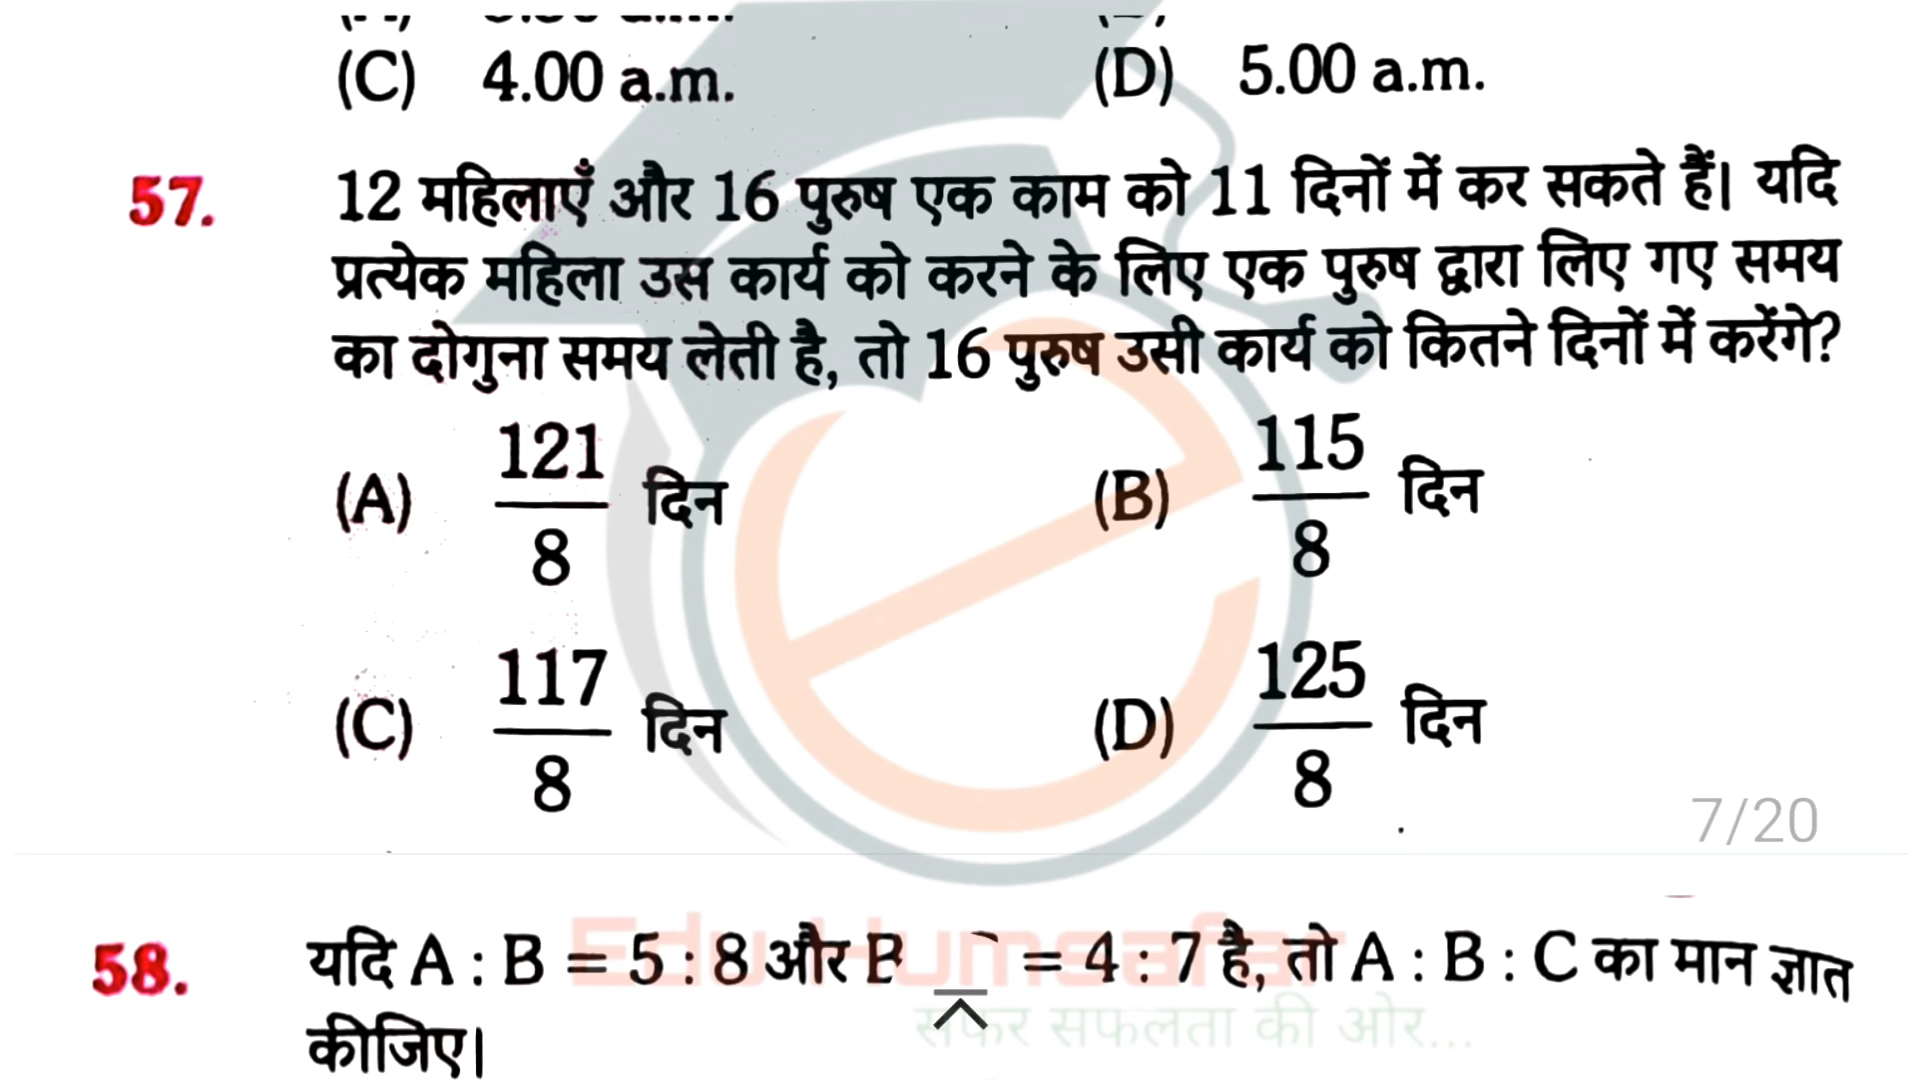 (C) 4.00 a.m. (D) 5.00 a.m.
57. 12 महिलाएँ और 16 पुरुष एक काम को 11 दिनों में कर सकते हैं। यदि
प्रत्येक महिला उस कार्य को करने के लिए एक पुरुष द्वारा लिए गए समय
का दोगुना समय लेती है, तो 16 पुरुष उसी कार्य को कितने दिनों में करेंगे?
(A) 121/8 दिन (B) 115/8 दिन
(C) 117/8 दिन (D) 125/8 दिन
7/20
58. यदि A : B = 5 : 8 और B = 4 : 7 है, तो A : B : C का मान ज्ञात
कीजिए।
Edu Humsafar
सफर सफलता की ओर...